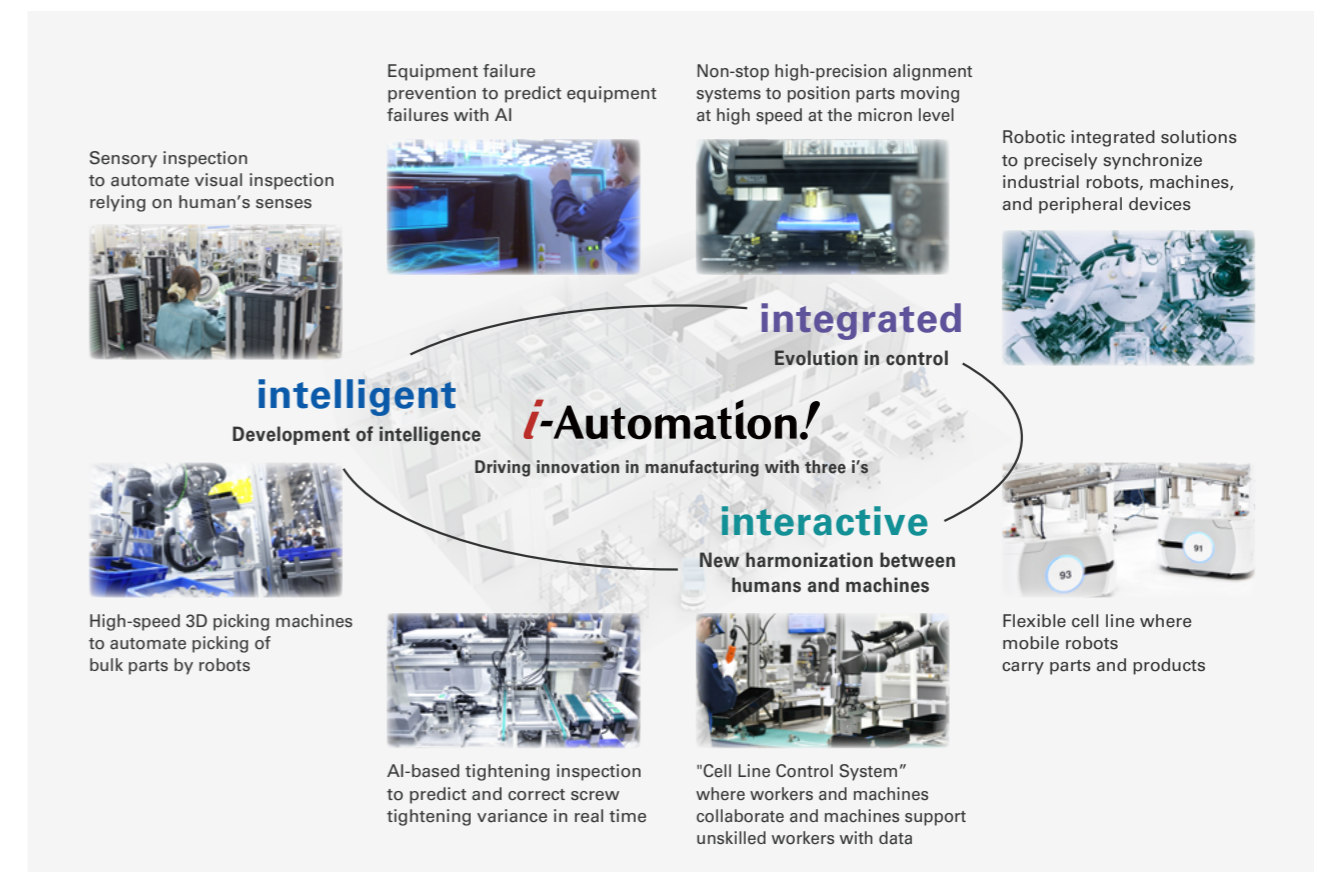 Equipment failure
prevention to predict equipment
failures with AI
Non-stop high-precision alignment
systems to position parts moving
at high speed at the micron level
Robotic integrated solutions
to precisely synchronize
industrial robots, machines,
and peripheral devices
Sensory inspection
to automate visual inspection
relying on human’s senses
integrated
Evolution in control
intelligent
Development of intelligence
i-Automation!
Driving innovation in manufacturing with three i’s
interactive
New harmonization between
humans and machines
93
91
High-speed 3D picking machines
to automate picking of
bulk parts by robots
Flexible cell line where
mobile robots
carry parts and products
AI-based tightening inspection
to predict and correct screw
tightening variance in real time
"Cell Line Control System”
where workers and machines
collaborate and machines support
unskilled workers with data